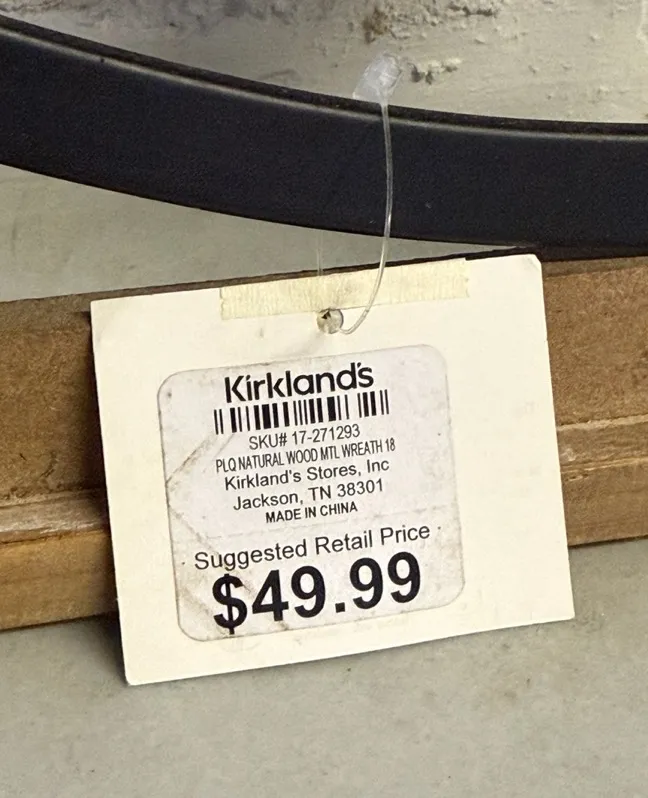 Kirkland's
SKU# 17-271293
PLQ NATURAL WOOD MTL WREATH 18
Kirkland's Stores, Inc
Jackson, TN 38301
MADE IN CHINA
Suggested Retail Price
$49.99